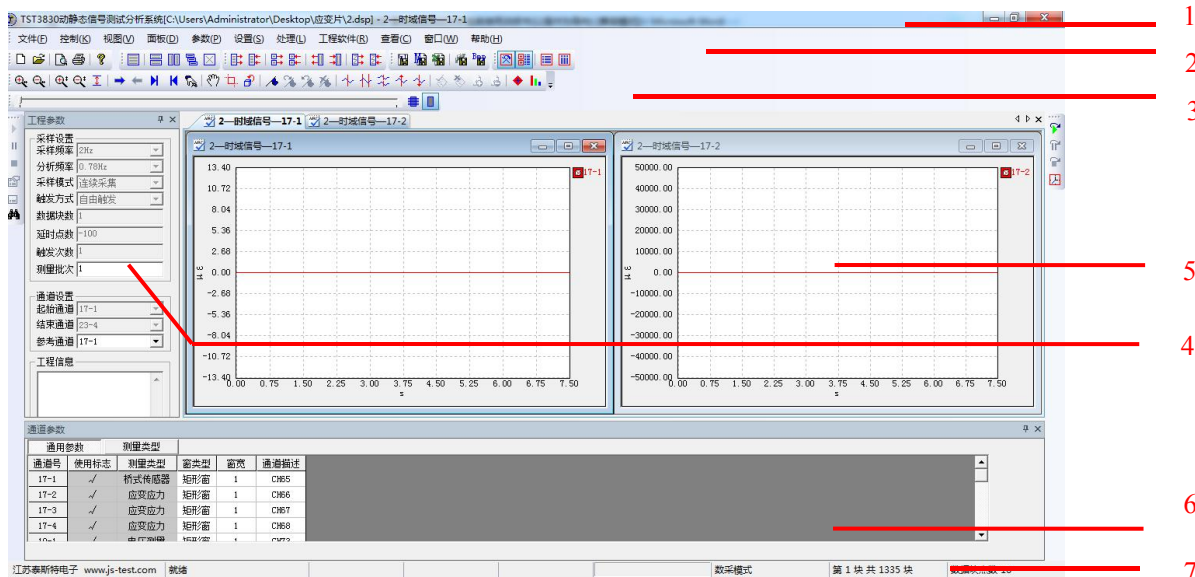 TST3830动静态信号测试分析系统[C:\Users\Administrator\Desktop\应变片\2.dsp] - 2—时域信号—17-1
1
文件(F) 控制(K) 视图(V) 面板(D) 参数(P) 设置(S) 处理(L) 工程软件(R) 查看(C) 窗口(W) 帮助(H)
2
3
工程参数
2—时域信号—17-1 2—时域信号—17-2
采样设置
采样频率 2Hz
分析频率 0.78Hz
采样模式 连续采集
触发方式 自由触发
数据块数 1
延时点数 -100
触发次数 1
测量批次 1
通道设置
起始通道 17-1
结束通道 23-4
参考通道 17-1
工程信息
2—时域信号—17-1
13.40
10.72
8.04
5.36
2.68
0.00
-2.68
-5.36
-8.04
-10.72
-13.40
με
0.00 0.75 1.50 2.25 3.00 3.75 4.50 5.25 6.00 6.75 7.50
s
17-1
2—时域信号—17-2
50000.00
40000.00
30000.00
20000.00
10000.00
0.00
-10000.00
-20000.00
-30000.00
-40000.00
-50000.00
με
0.00 0.75 1.50 2.25 3.00 3.75 4.50 5.25 6.00 6.75 7.50
s
17-2
5
4
通道参数
通用参数 测量类型
通道号 使用标志 测量类型 窗类型 窗宽 通道描述
17-1 √ 桥式传感器 矩形窗 1 CH65
17-2 √ 应变应力 矩形窗 1 CH66
17-3 √ 应变应力 矩形窗 1 CH67
17-4 √ 应变应力 矩形窗 1 CH68
6
江苏泰斯特电子 www.js-test.com 就绪 数采模式 第 1 块 共 1335 块
7